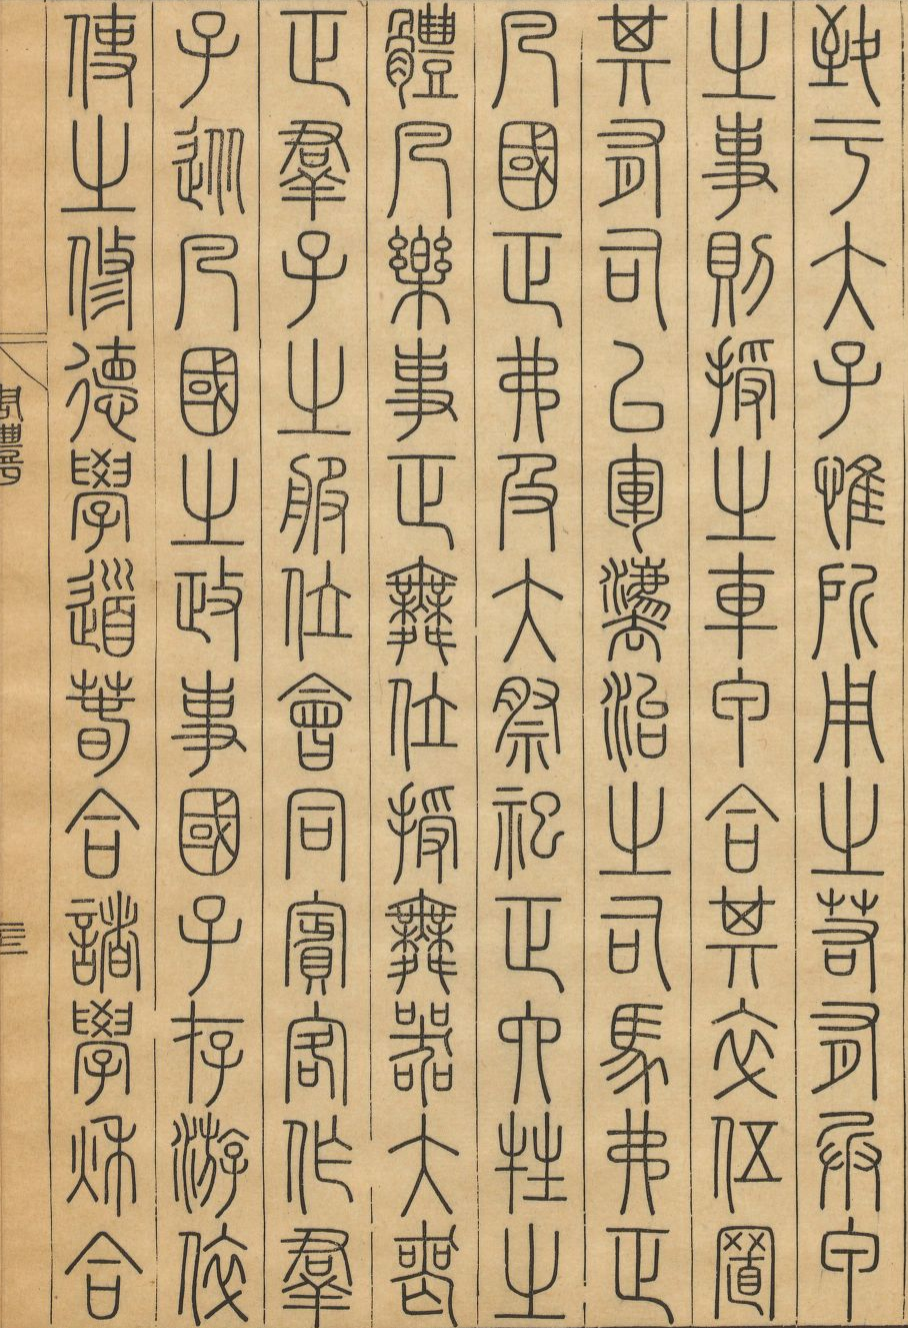 致于大子惟所用之若有兵甲
之事則授之車甲合其卒伍置
其有司以軍灋治之司馬弗正
凡國正弗及大祭祀正六牲之
體凡樂事正舞位授舞器大喪
正羣子之服位會同賓客作羣
子從凡國之政事國子存游倅
使之修德學道春合諸學秋合